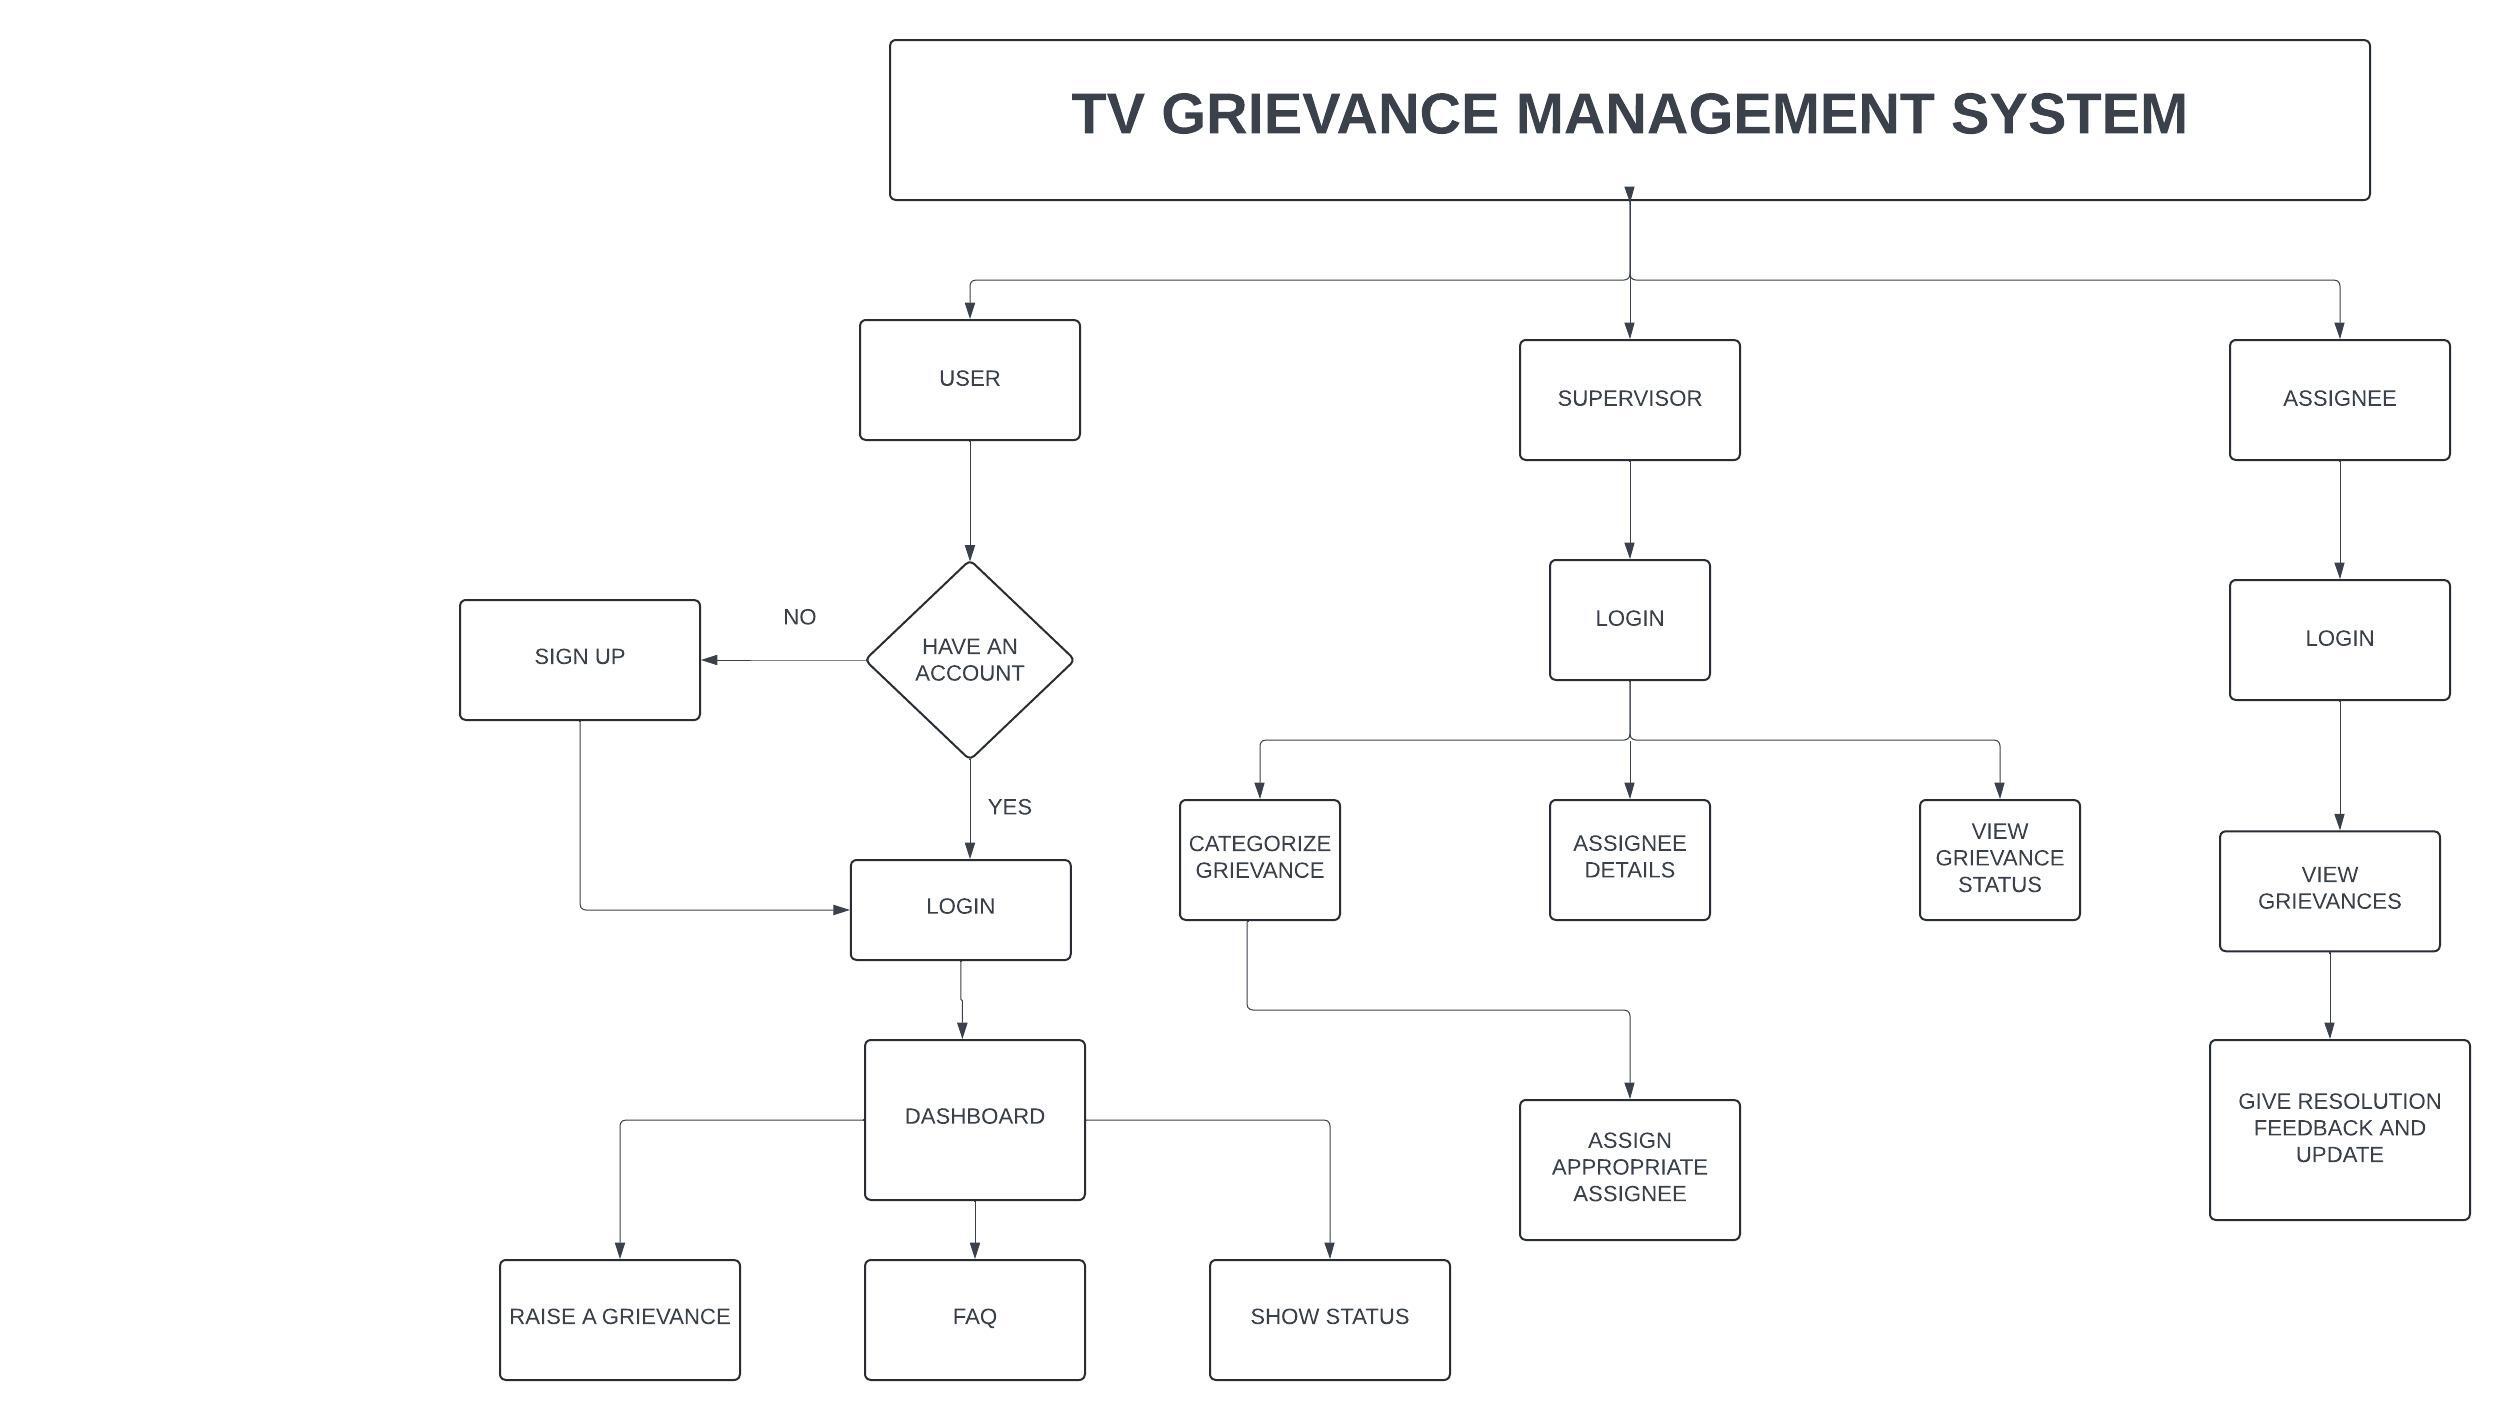 TV GRIEVANCE MANAGEMENT SYSTEM
USER
SUPERVISOR
ASSIGNEE
NO
SIGN UP
HAVE AN
ACCOUNT
LOGIN
LOGIN
YES
LOGIN
CATEGORIZE
GRIEVANCE
ASSIGNEE
DETAILS
VIEW
GRIEVANCE
STATUS
VIEW
GRIEVANCES
DASHBOARD
ASSIGN
APPROPRIATE
ASSIGNEE
GIVE RESOLUTION
FEEDBACK AND
UPDATE
RAISE A GRIEVANCE
FAQ
SHOW STATUS